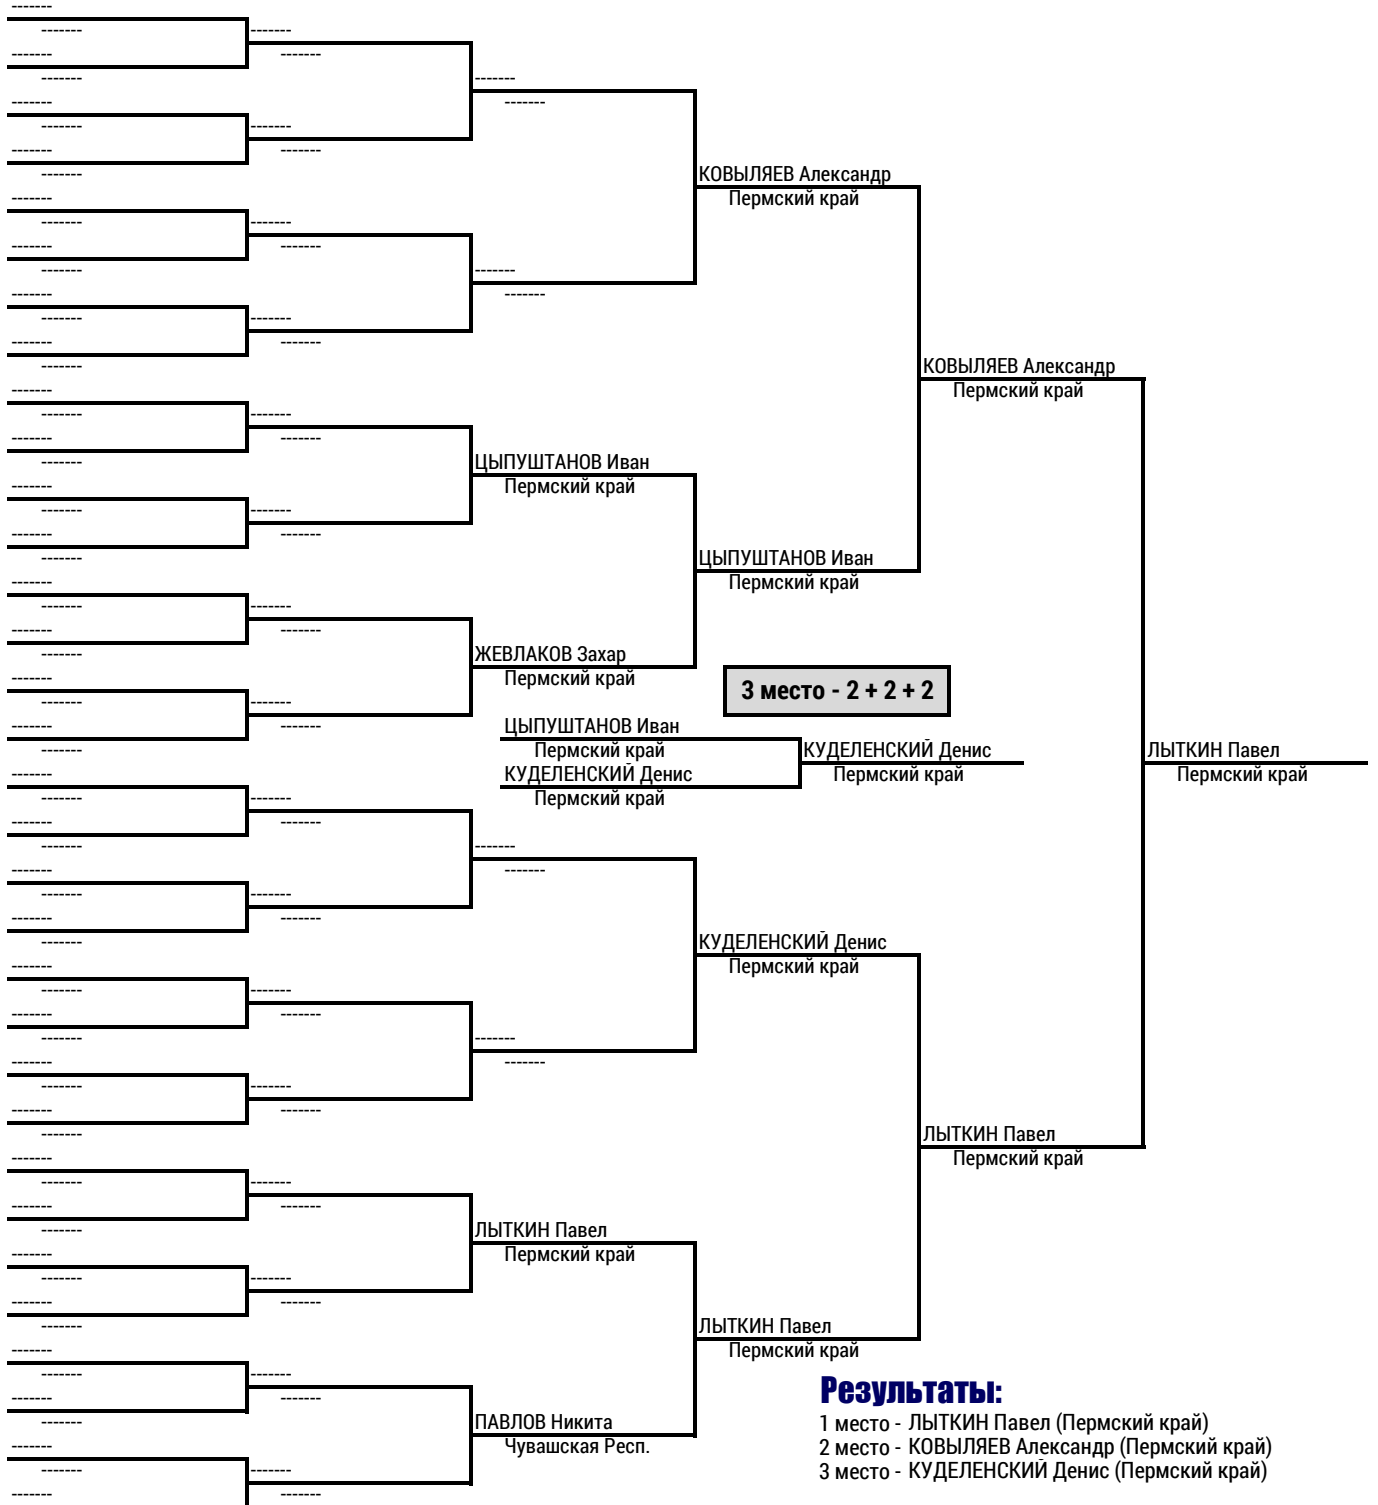 КОВЫЛЯЕВ Александр
Пермский край
КОВЫЛЯЕВ Александр
Пермский край
ЦЫПУШТАНОВ Иван
Пермский край
ЦЫПУШТАНОВ Иван
Пермский край
ЖЕВЛАКОВ Захар
Пермский край
3 место - 2 + 2 + 2
ЦЫПУШТАНОВ Иван
Пермский край
КУДЕЛЕНСКИЙ Денис
Пермский край
КУДЕЛЕНСКИЙ Денис
Пермский край
ЛЫТКИН Павел
Пермский край
КУДЕЛЕНСКИЙ Денис
Пермский край
ЛЫТКИН Павел
Пермский край
ЛЫТКИН Павел
Пермский край
ЛЫТКИН Павел
Пермский край
ПАВЛОВ Никита
Чувашская Респ.
Результаты:
1 место - ЛЫТКИН Павел (Пермский край)
2 место - КОВЫЛЯЕВ Александр (Пермский край)
3 место - КУДЕЛЕНСКИЙ Денис (Пермский край)